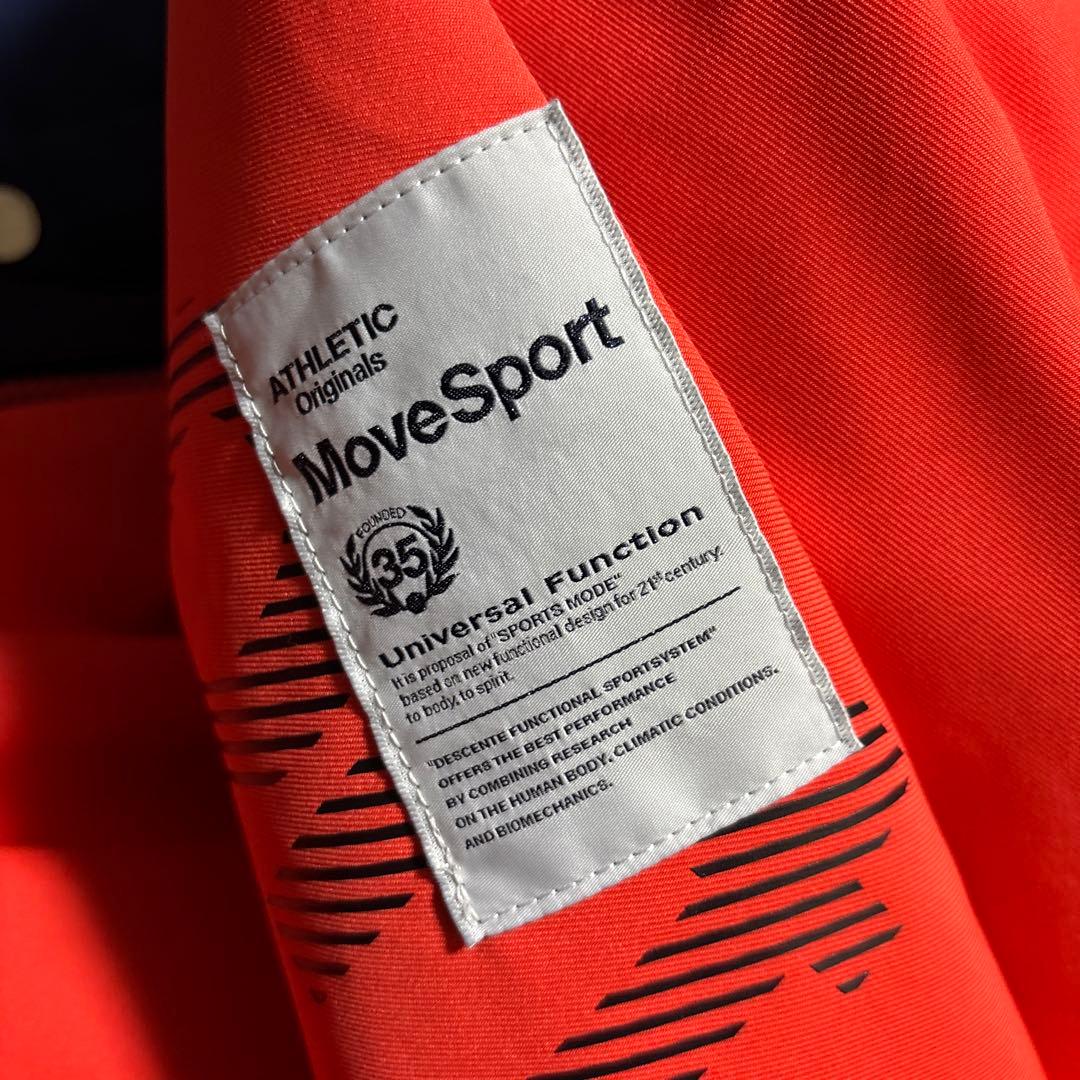 ATHLETIC
Originals
MoveSport
FOUNDED
35
Universal Function
It is proposal of "SPORTS MODE"
based on new functional design for 21st century.
to body, to spirit.
"DESCENTE FUNCTIONAL SPORTSYSTEM"
OFFERS THE BEST PERFORMANCE
BY COMBINING RESEARCH
ON THE HUMAN BODY, CLIMATIC CONDITIONS.
AND BIOMECHANICS.